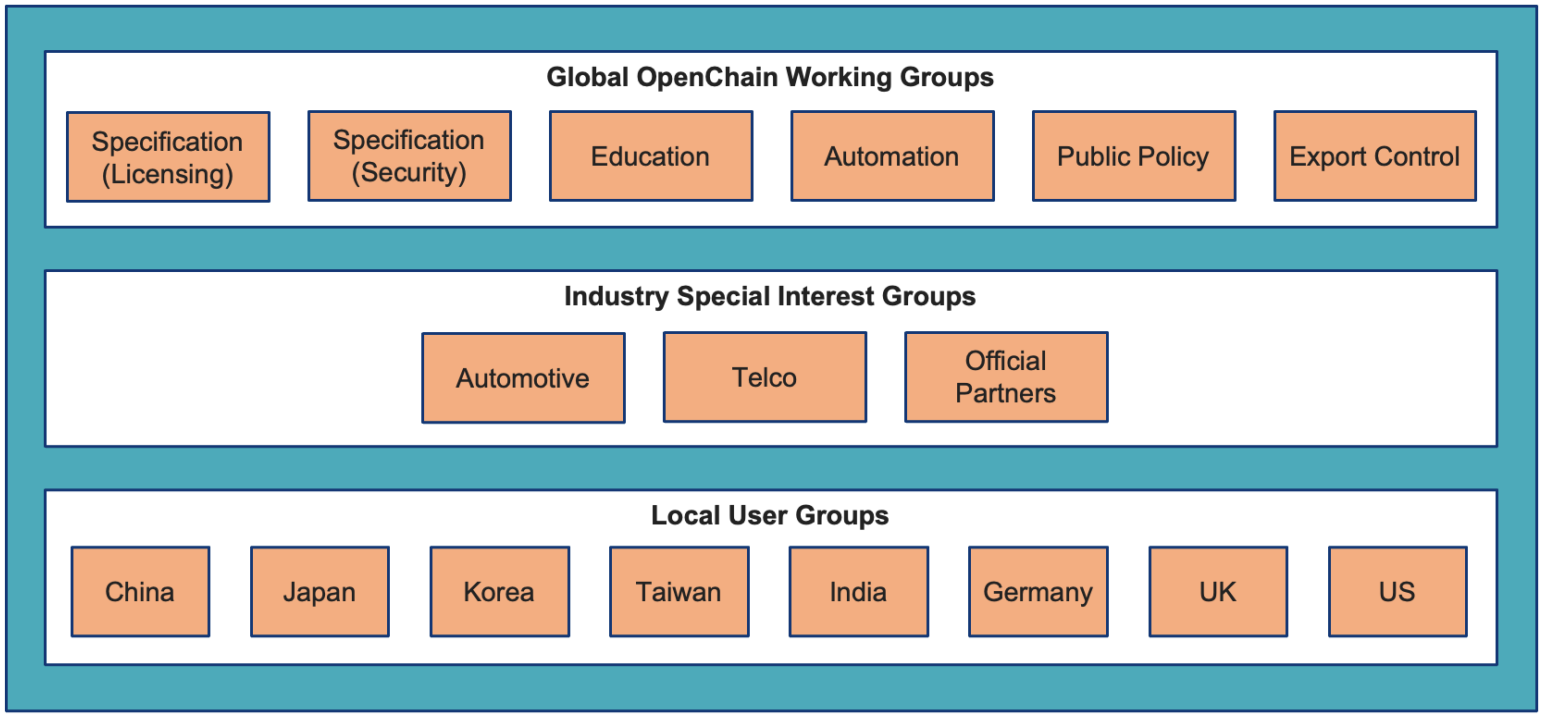 Global OpenChain Working Groups
Specification
(Licensing)
Specification
(Security)
Education
Automation
Public Policy
Export Control
Industry Special Interest Groups
Automotive
Telco
Official
Partners
Local User Groups
China
Japan
Korea
Taiwan
India
Germany
UK
US